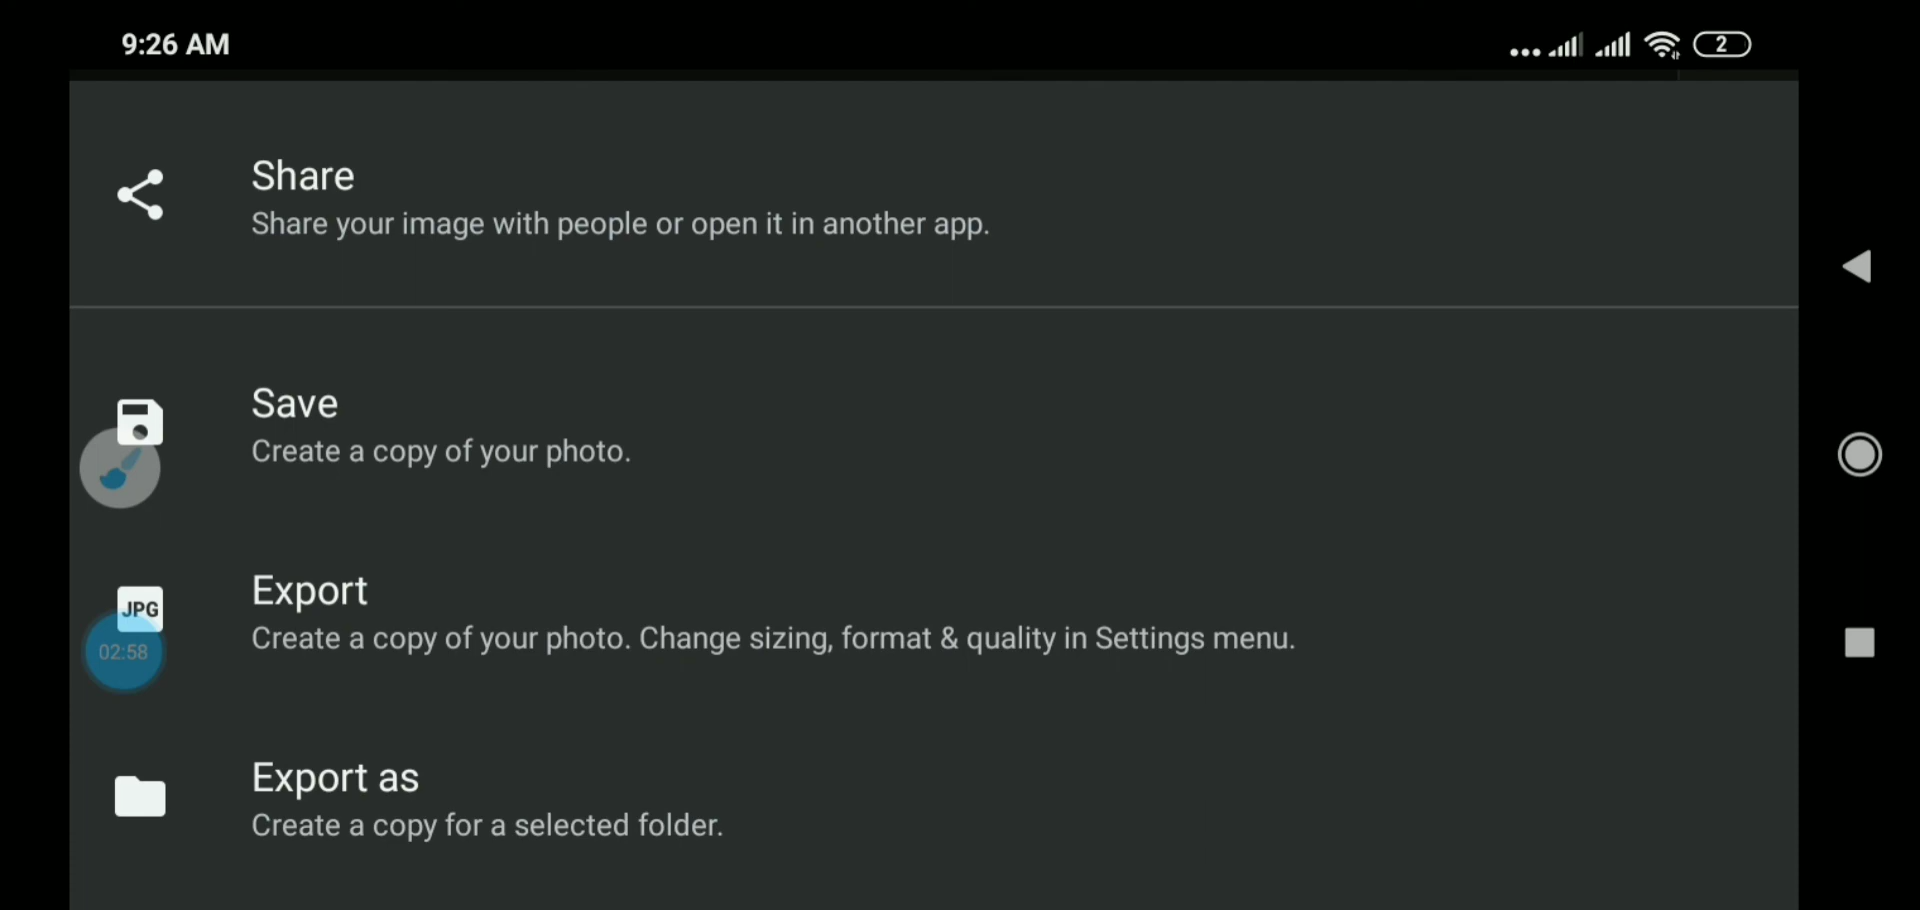 9:26 AM
2
Share
Share your image with people or open it in another app.
Save
Create a copy of your photo.
JPG
Export
Create a copy of your photo. Change sizing, format & quality in Settings menu.
02:58
Export as
Create a copy for a selected folder.